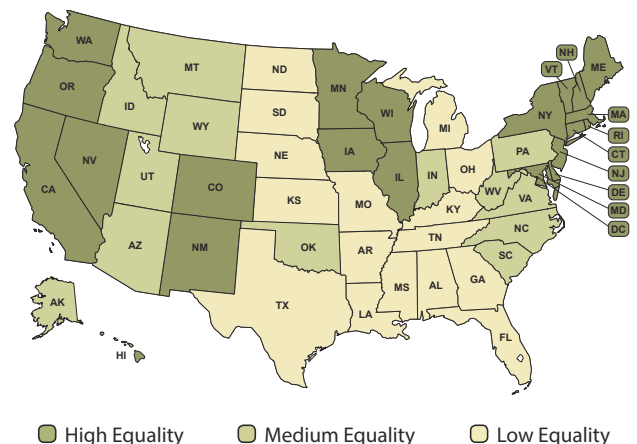 WA
OR
CA
NV
ID
MT
WY
UT
AZ
CO
NM
ND
SD
NE
KS
OK
TX
MN
IA
MO
AR
LA
WI
IL
MI
IN
OH
KY
TN
MS
AL
GA
FL
SC
NC
VA
WV
PA
NY
VT
NH
ME
MA
RI
CT
NJ
DE
MD
DC
AK
HI
High Equality
Medium Equality
Low Equality